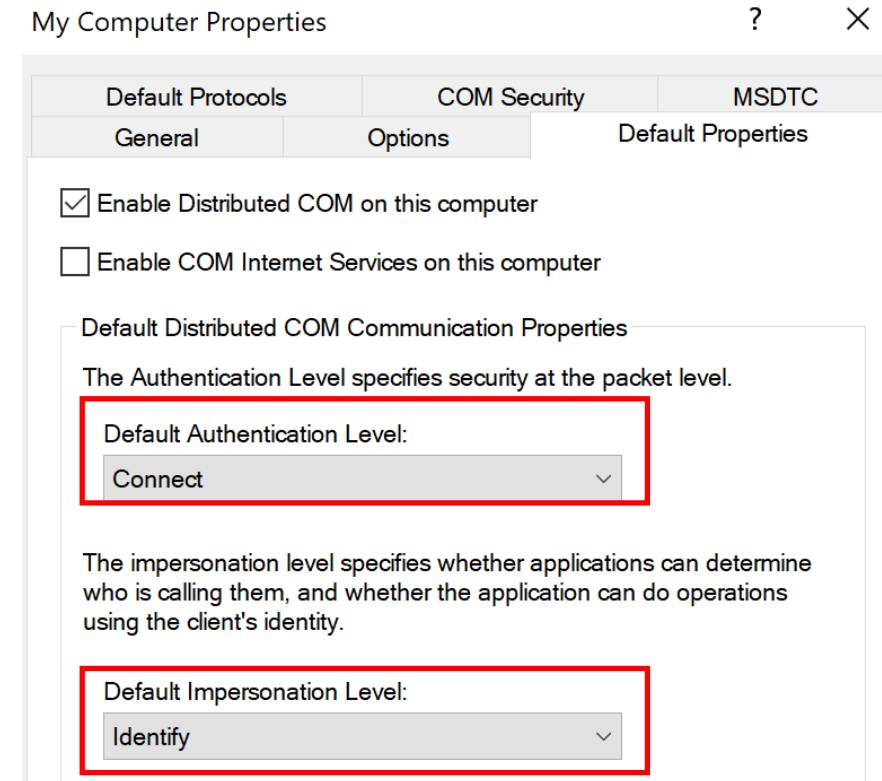 My Computer Properties ?
Default Protocols COM Security MSDTC
General Options Default Properties
Enable Distributed COM on this computer
Enable COM Internet Services on this computer
Default Distributed COM Communication Properties
The Authentication Level specifies security at the packet level.
Default Authentication Level:
Connect
The impersonation level specifies whether applications can determine
who is calling them, and whether the application can do operations
using the client's identity.
Default Impersonation Level:
Identify